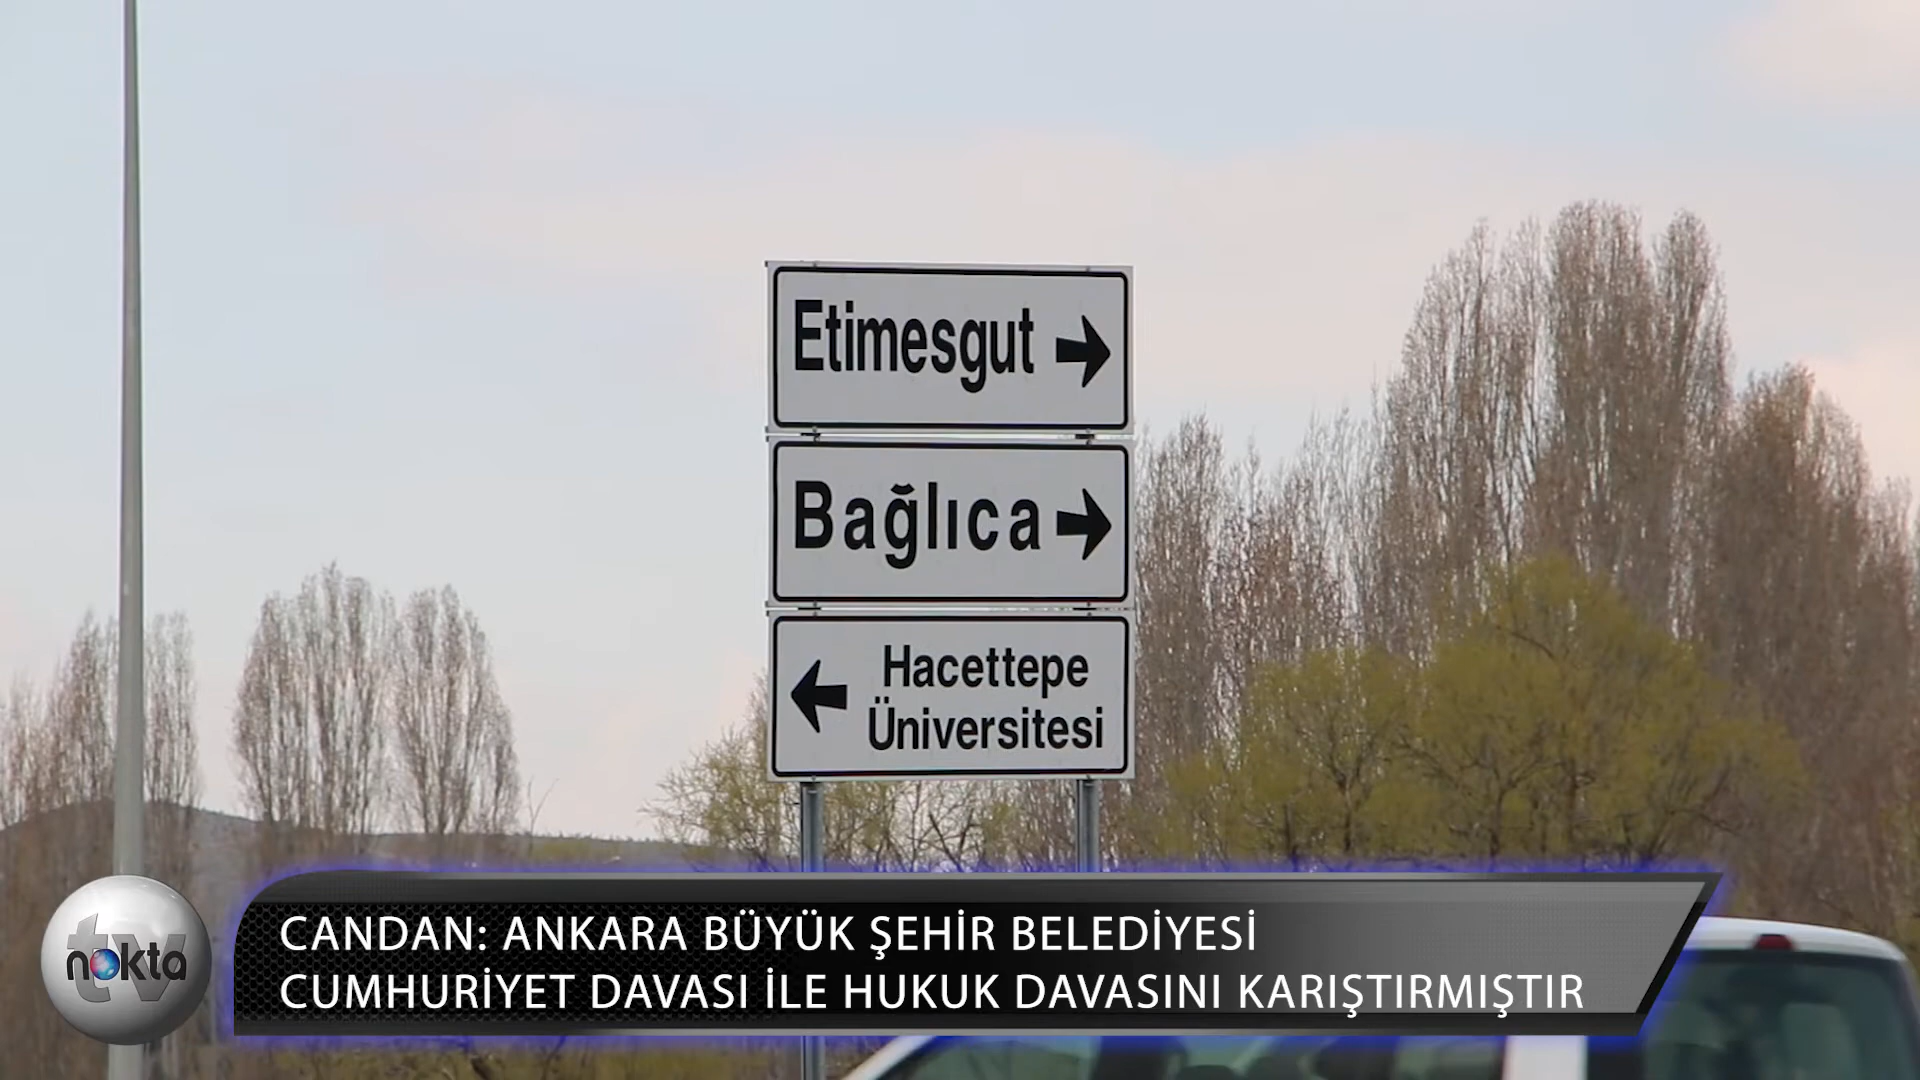 Etimesgut
Bağlıca
Hacettepe
Üniversitesi
tv
nokta
CANDAN: ANKARA BÜYÜK ŞEHİR BELEDİYESİ
CUMHURİYET DAVASI İLE HUKUK DAVASINI KARIŞTIRMIŞTIR